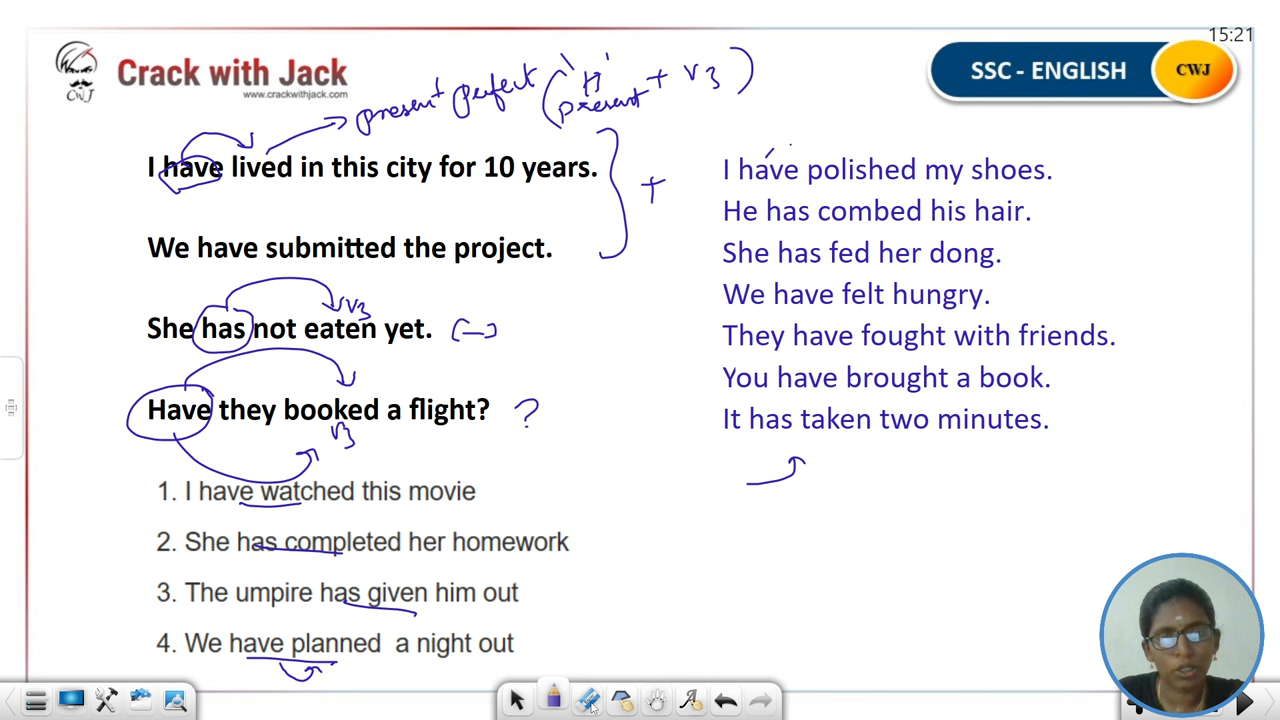 15:21
Crack with Jack
www.crackwithjack.com
CWJ
SSC - ENGLISH
CWJ
present perfect ('H' present + v3)
I have lived in this city for 10 years.
We have submitted the project.
+
She has not eaten yet. (—)
v3
Have they booked a flight? ?
v3
1. I have watched this movie
2. She has completed her homework
3. The umpire has given him out
4. We have planned a night out
I have polished my shoes.
He has combed his hair.
She has fed her dong.
We have felt hungry.
They have fought with friends.
You have brought a book.
It has taken two minutes.